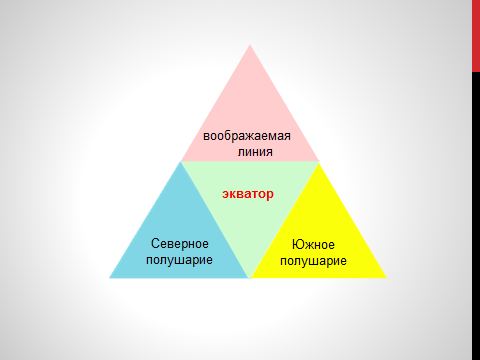 воображаемая
линия
экватор
Северное
полушарие
Южное
полушарие